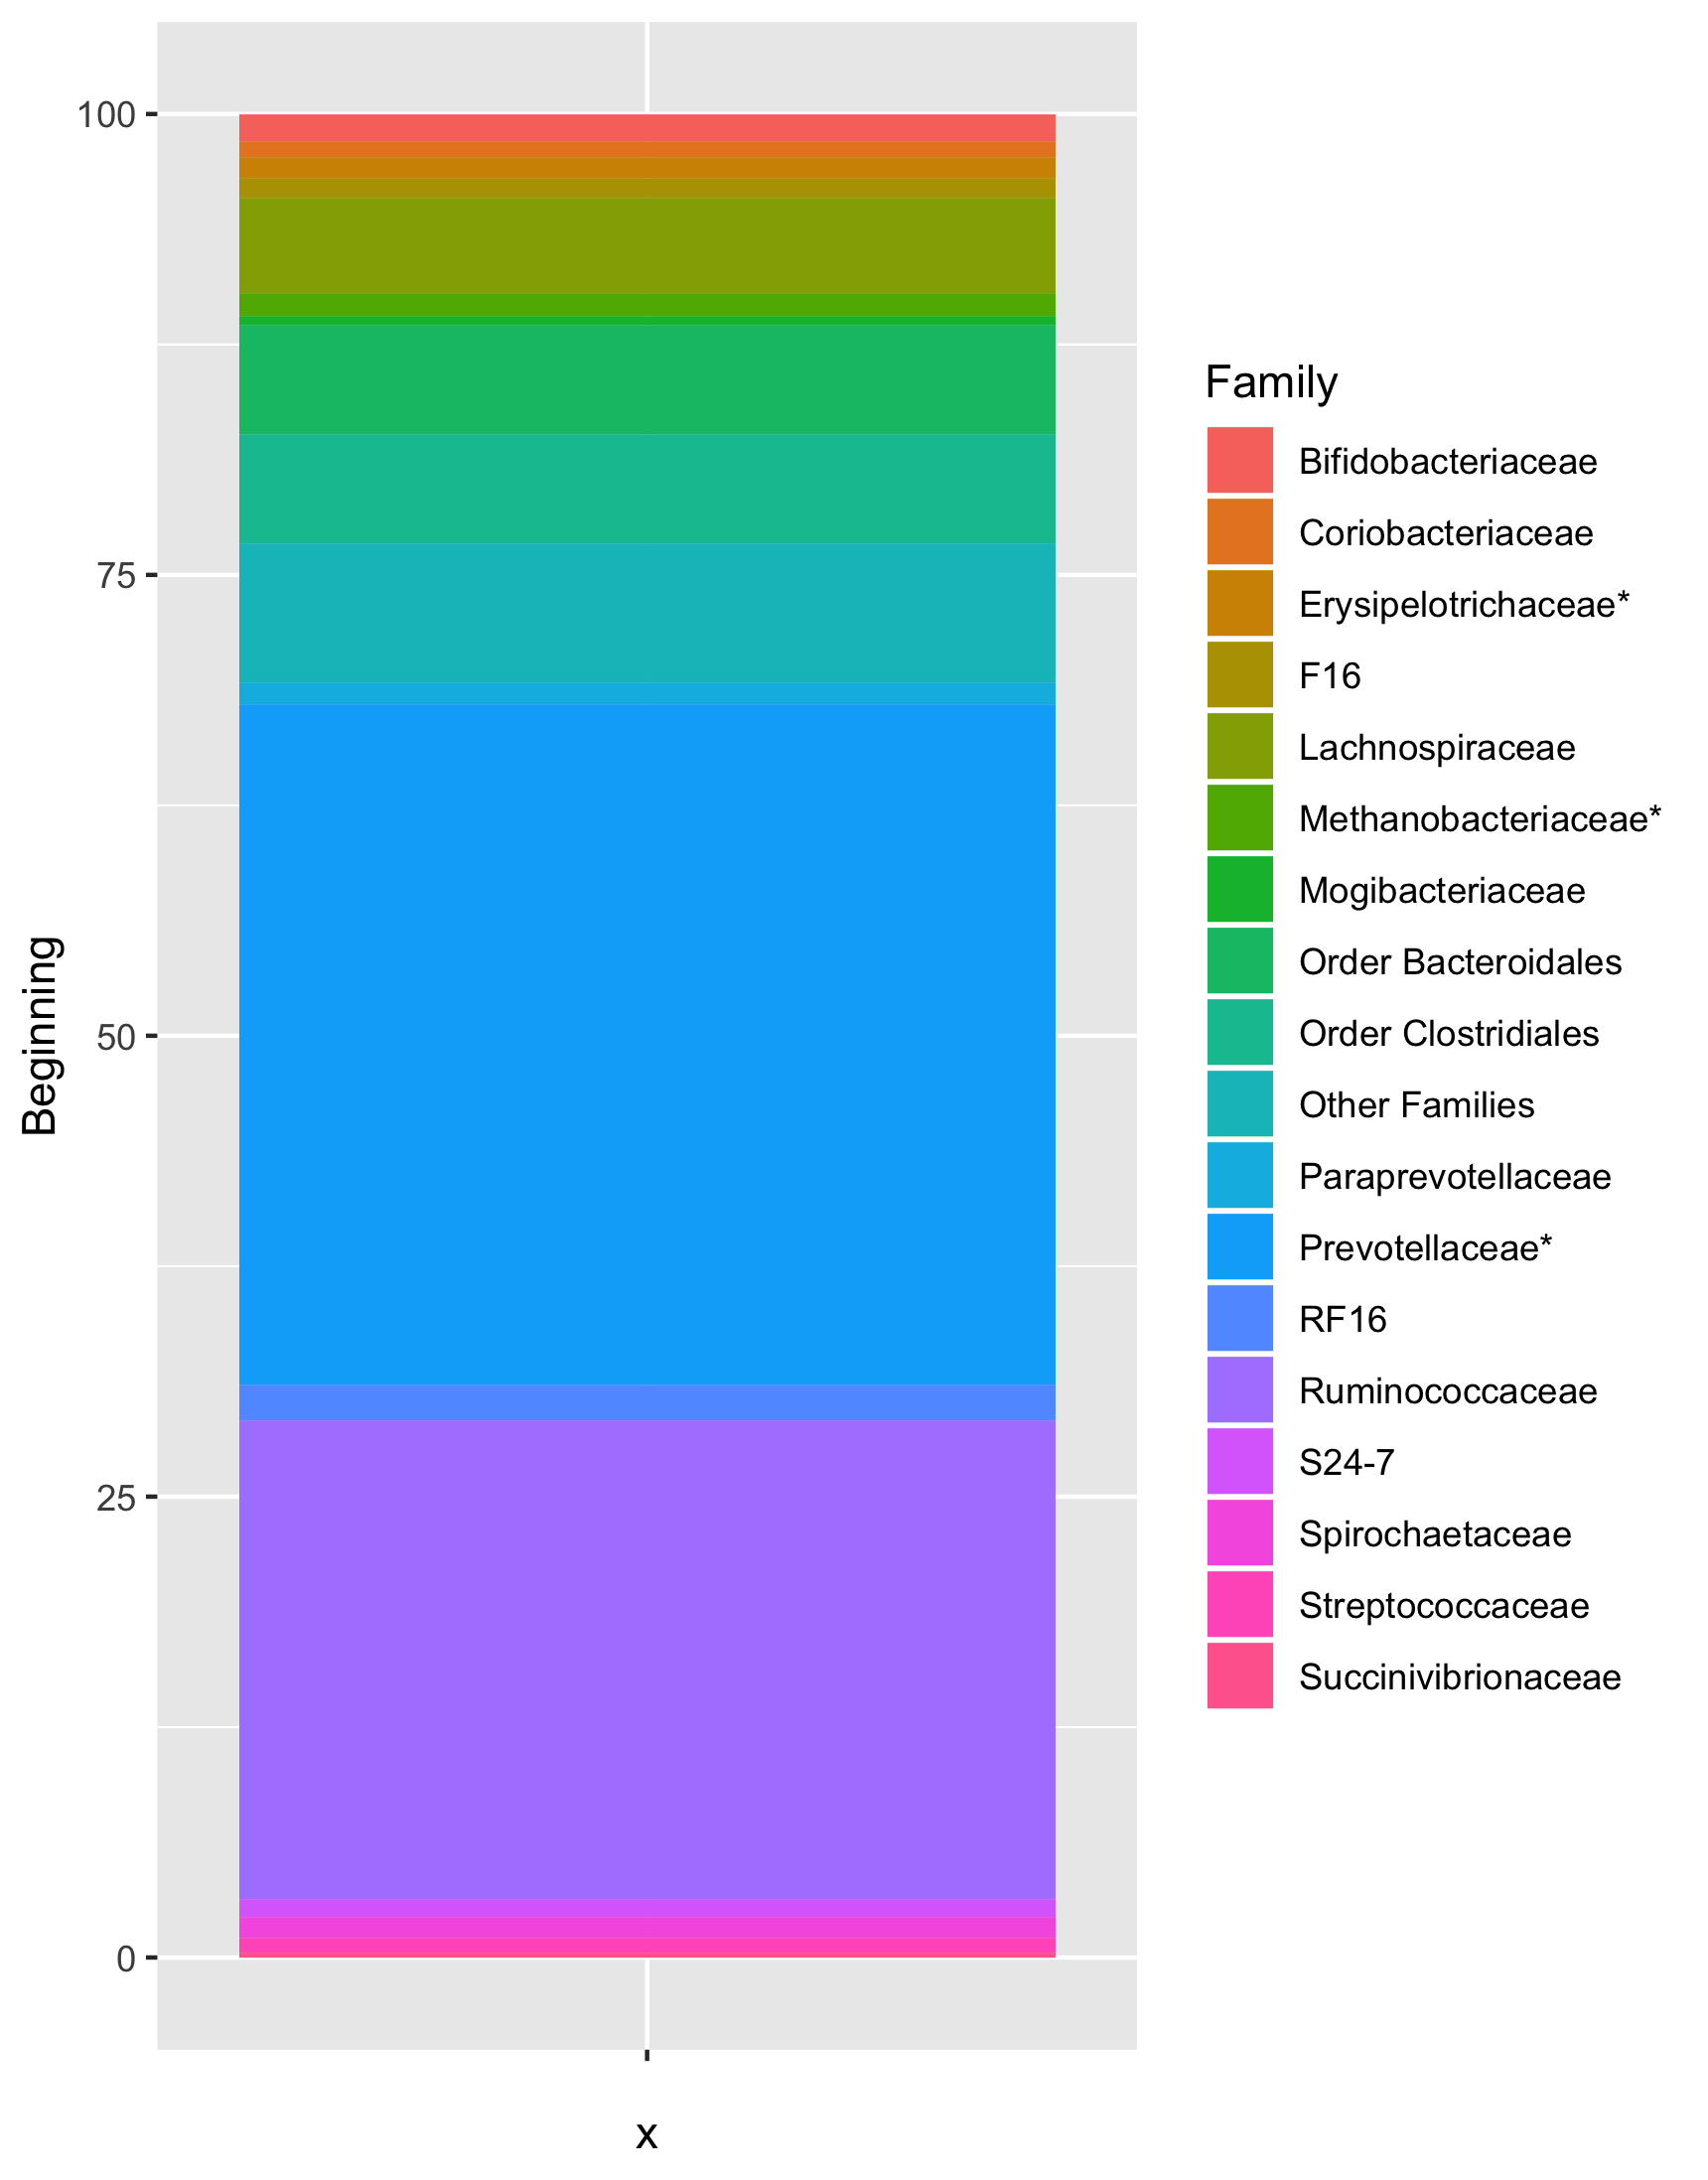 100
75
50
25
0
Beginning
x
Family
Bifidobacteriaceae
Coriobacteriaceae
Erysipelotrichaceae*
F16
Lachnospiraceae
Methanobacteriaceae*
Mogibacteriaceae
Order Bacteroidales
Order Clostridiales
Other Families
Paraprevotellaceae
Prevotellaceae*
RF16
Ruminococcaceae
S24-7
Spirochaetaceae
Streptococcaceae
Succinivibrionaceae